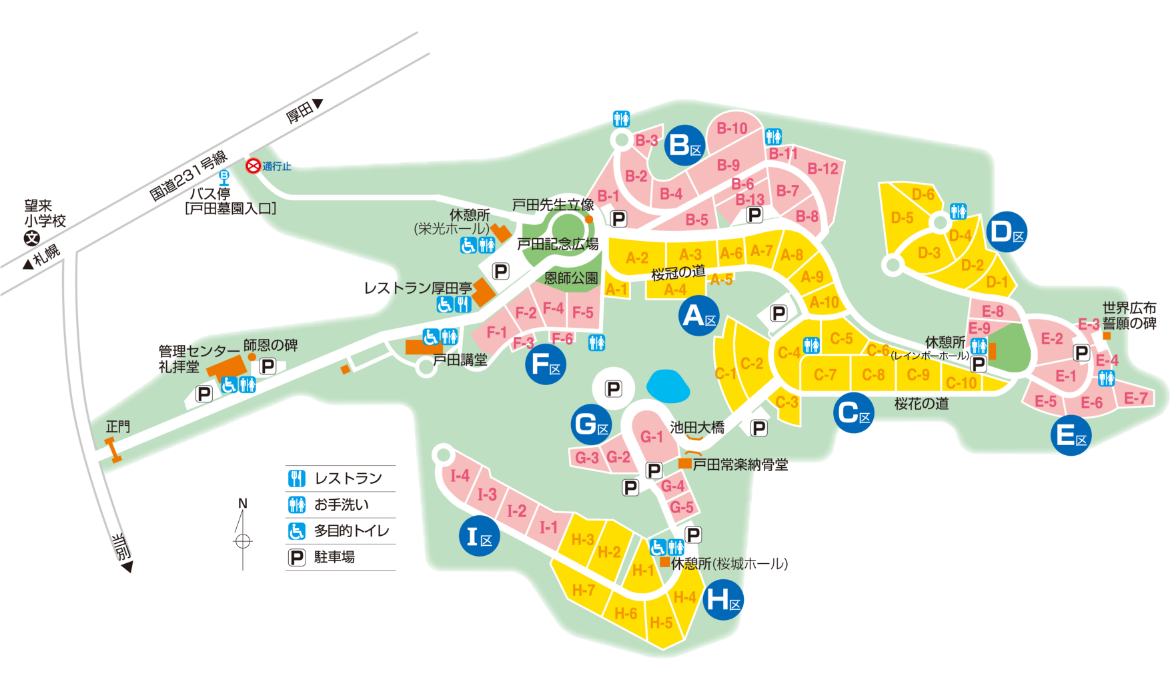 厚田▶
国道231号線
通行止
B
バス停
[戸田墓園入口]
望来
小学校
文
◀札幌
当別▶
休憩所
(栄光ホール)
戸田先生立像
戸田記念広場
恩師公園
P
レストラン厚田亭
戸田講堂
管理センター
礼拝堂
師恩の碑
P
P
正門
B区
B-1
B-2
B-3
B-4
B-5
B-6
B-7
B-8
B-9
B-10
B-11
B-12
B-13
P
P
A区
A-1
A-2
A-3
A-4
A-5
A-6
A-7
A-8
A-9
A-10
桜冠の道
P
D区
D-1
D-2
D-3
D-4
D-5
D-6
F区
F-1
F-2
F-3
F-4
F-5
F-6
C区
C-1
C-2
C-3
C-4
C-5
C-6
C-7
C-8
C-9
C-10
桜花の道
P
休憩所
(レインボーホール)
P
E区
E-1
E-2
E-3
E-4
E-5
E-6
E-7
E-8
E-9
P
世界広布
誓願の碑
P
G区
G-1
G-2
G-3
G-4
G-5
P
P
池田大橋
戸田常楽納骨堂
I区
I-1
I-2
I-3
I-4
H区
H-1
H-2
H-3
H-4
H-5
H-6
H-7
P
休憩所(桜城ホール)
N
レストラン
お手洗い
多目的トイレ
P 駐車場